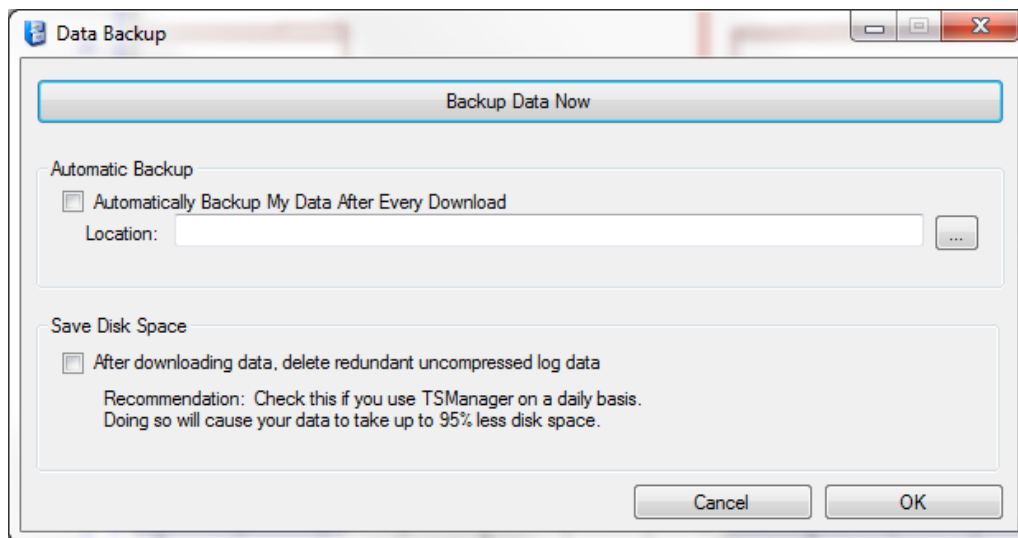 Data Backup
Backup Data Now
Automatic Backup
Automatically Backup My Data After Every Download
Location:
...
Save Disk Space
After downloading data, delete redundant uncompressed log data
Recommendation: Check this if you use TSManager on a daily basis.
Doing so will cause your data to take up to 95% less disk space.
Cancel OK